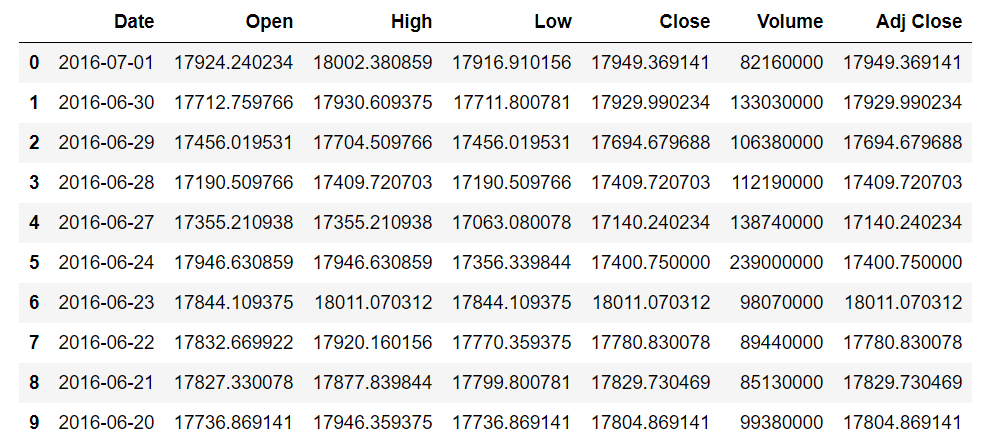 Date Open High Low Close Volume Adj Close
0 2016-07-01 17924.240234 18002.380859 17916.910156 17949.369141 82160000 17949.369141
1 2016-06-30 17712.759766 17930.609375 17711.800781 17929.990234 133030000 17929.990234
2 2016-06-29 17456.019531 17704.509766 17456.019531 17694.679688 106380000 17694.679688
3 2016-06-28 17190.509766 17409.720703 17190.509766 17409.720703 112190000 17409.720703
4 2016-06-27 17355.210938 17355.210938 17063.080078 17140.240234 138740000 17140.240234
5 2016-06-24 17946.630859 17946.630859 17356.339844 17400.750000 239000000 17400.750000
6 2016-06-23 17844.109375 18011.070312 17844.109375 18011.070312 98070000 18011.070312
7 2016-06-22 17832.669922 17920.160156 17770.359375 17780.830078 89440000 17780.830078
8 2016-06-21 17827.330078 17877.839844 17799.800781 17829.730469 85130000 17829.730469
9 2016-06-20 17736.869141 17946.359375 17736.869141 17804.869141 99380000 17804.869141